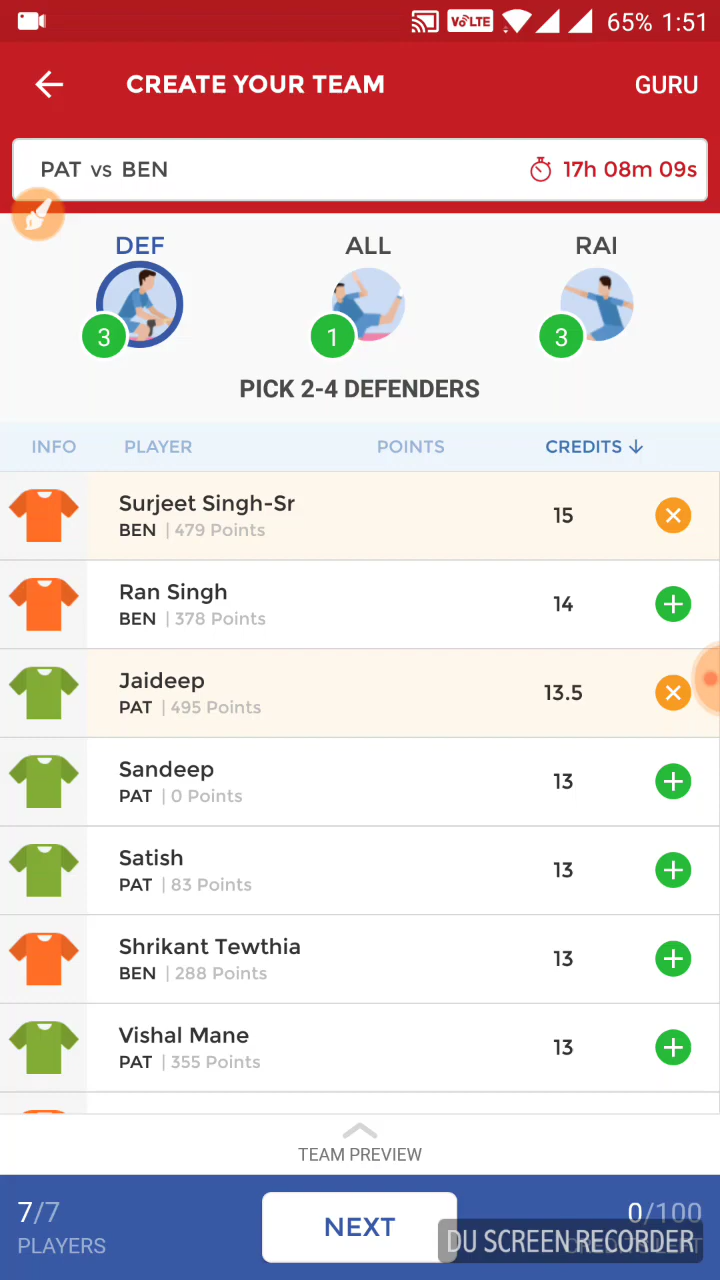 VoLTE 65% 1:51
CREATE YOUR TEAM GURU
PAT vs BEN 17h 08m 09s
DEF ALL RAI
3 1 3
PICK 2-4 DEFENDERS
INFO PLAYER POINTS CREDITS
Surjeet Singh-Sr
BEN | 479 Points
15
Ran Singh
BEN | 378 Points
14
Jaideep
PAT | 495 Points
13.5
Sandeep
PAT | 0 Points
13
Satish
PAT | 83 Points
13
Shrikant Tewthia
BEN | 288 Points
13
Vishal Mane
PAT | 355 Points
13
TEAM PREVIEW
7/7
PLAYERS
NEXT
0/100
CREDITS LEFT
DU SCREEN RECORDER